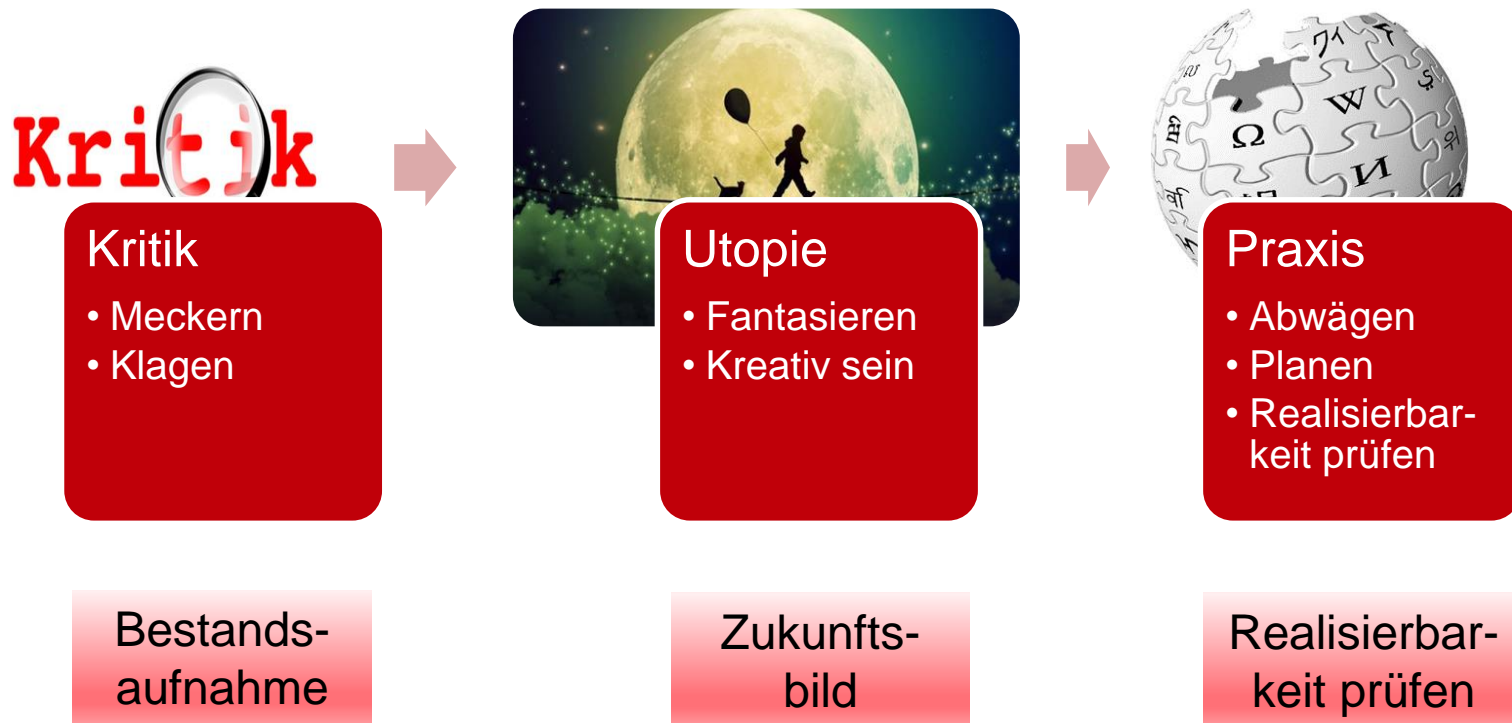 Kritik
Kritik
• Meckern
• Klagen
Bestands-
aufnahme
Utopie
• Fantasieren
• Kreativ sein
Zukunfts-
bild
W
Ω
И
Praxis
• Abwägen
• Planen
• Realisierbar-
keit prüfen
Realisierbar-
keit prüfen